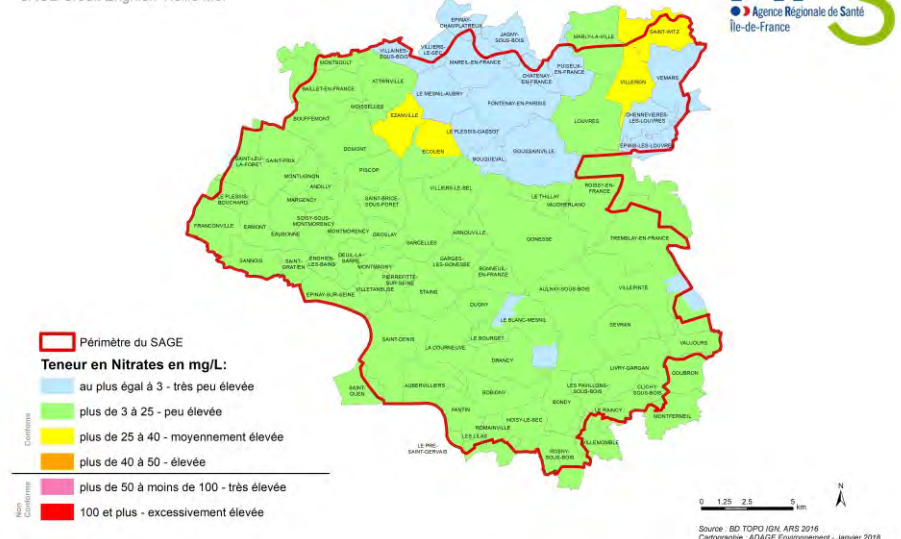 Agence Régionale de Santé
Île-de-France
EPINAY-
CHAMPLATREUX
JAGNY-
SOUS-BOIS
VILLIERS-
LE-SEC
VILLAINES-
SOUS-BOIS
MAREIL-EN-FRANCE
CHATENAY-
EN-FRANCE
PUISEUX-
EN-FRANCE
MARLY-LA-VILLE
SAINT-WITZ
VILLERON
VEMARS
MONTSOULT
ATTAINVILLE
LE MESNIL-AUBRY
FONTENAY-EN-PARISIS
BAILLET-EN-FRANCE
MOISSELLES
BOUFFEMONT
EZANVILLE
LE PLESSIS-GASSOT
LOUVRES
CHENNEVIERES-
LES-LOUVRES
EPIAIS-LES-LOUVRES
ECOUEN
GOUSSAINVILLE
BOUQUEVAL
DOMONT
PISCOP
SAINT-LEU-
LA-FORET
SAINT-PRIX
MONTLIGNON
ANDILLY
MARGENCY
LE PLESSIS-
BOUCHARD
VILLIERS-LE-BEL
LE THILLAY
VAUDHERLAND
ROISSY-EN-
FRANCE
SAINT-BRICE-
SOUS-FORET
SOISY-SOUS-
MONTMORENCY
FRANCONVILLE
ERMONT
EAUBONNE
MONTMORENCY
GROSLAY
SARCELLES
ARNOUVILLE
GONESSE
TREMBLAY-EN-FRANCE
SANNOIS
SAINT-
GRATIEN
ENGHIEN-
LES-BAINS
DEUIL-LA-
BARRE
MONTMAGNY
GARGES-
LES-GONESSE
BONNEUIL-
EN-FRANCE
PIERREFITTE-
SUR-SEINE
VILLETANEUSE
EPINAY-SUR-SEINE
STAINS
AULNAY-SOUS-BOIS
VILLEPINTE
DUGNY
LE BLANC-MESNIL
SEVRAN
SAINT-DENIS
LA COURNEUVE
LE BOURGET
DRANCY
VAUJOURS
LIVRY-GARGAN
COUBRON
SAINT-
OUEN
AUBERVILLIERS
BOBIGNY
LES PAVILLONS-
SOUS-BOIS
CLICHY-
SOUS-BOIS
BONDY
LE RAINCY
MONTFERMEIL
PANTIN
NOISY-LE-SEC
ROMAINVILLE
LES LILAS
LE PRE-
SAINT-GERVAIS
ROSNY-
SOUS-BOIS
VILLEMOMBLE
Périmètre du SAGE
Teneur en Nitrates en mg/L:
Conforme
au plus égal à 3 - très peu élevée
plus de 3 à 25 - peu élevée
plus de 25 à 40 - moyennement élevée
plus de 40 à 50 - élevée
Non
Conforme
plus de 50 à moins de 100 - très élevée
100 et plus - excessivement élevée
0 1.25 2.5 5
km
N
Source : BD TOPO IGN, ARS 2016
Cartographie : ADAGE Environnement - Janvier 2018